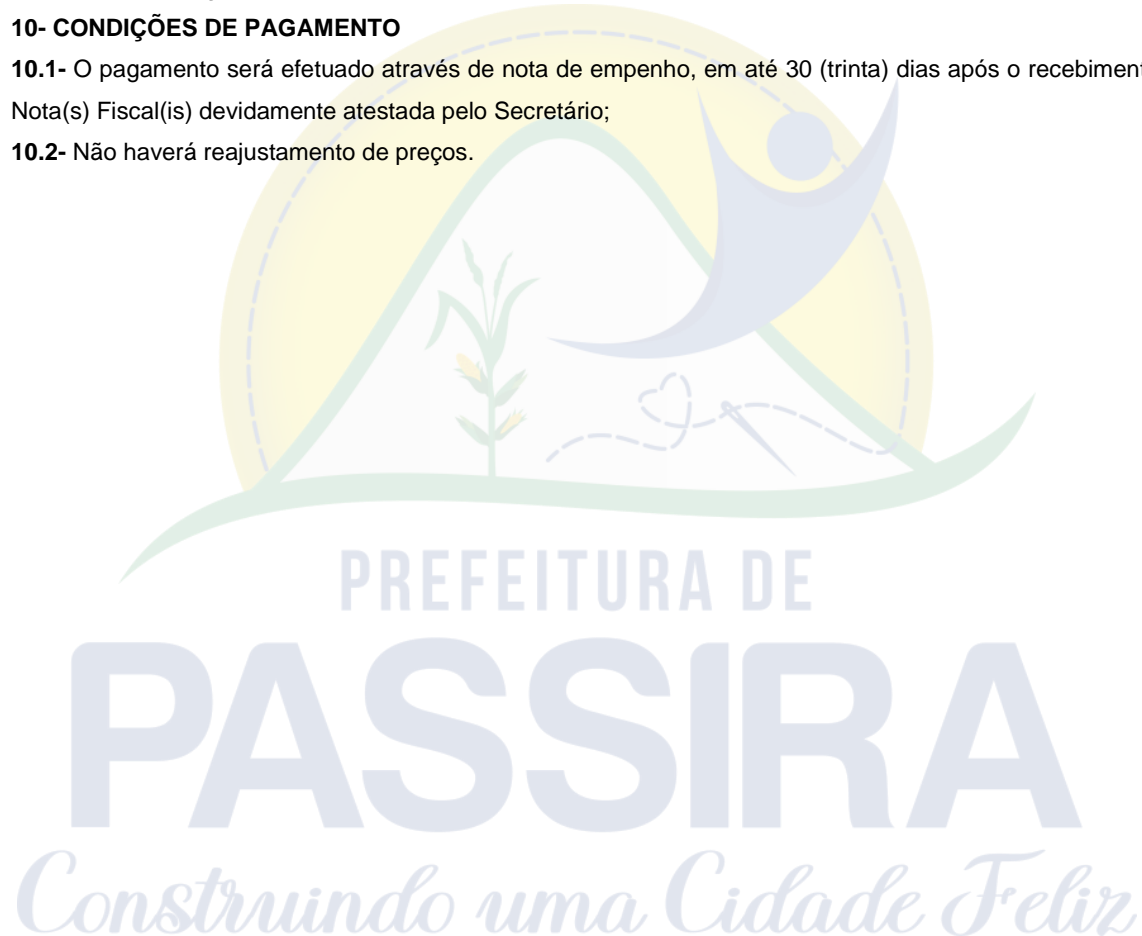 10- CONDIÇÕES DE PAGAMENTO
10.1- O pagamento será efetuado através de nota de empenho, em até 30 (trinta) dias após o
Nota(s) Fiscal(is) devidamente atestada pelo Secretário;
10.2- Não haverá reajustamento de preços.
PREFEITURA DE
PASSIRA
Construindo uma Cidade Feliz